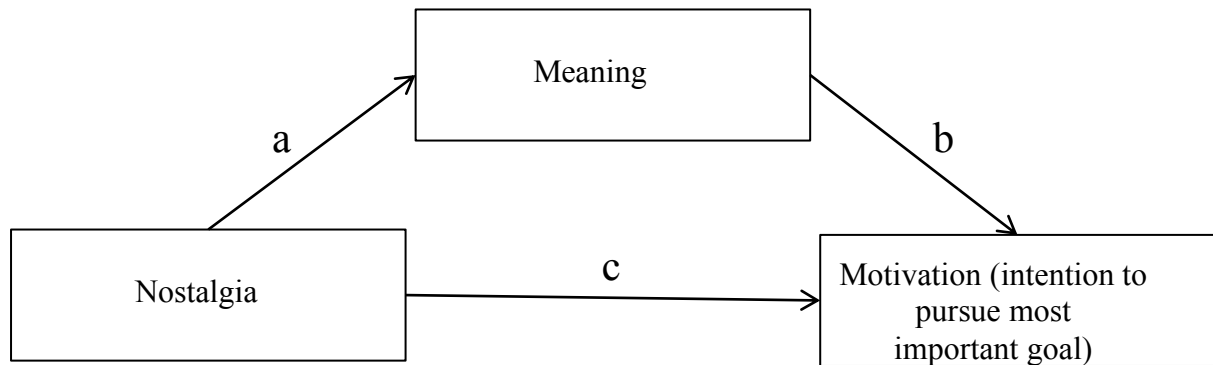 Meaning
a
b
Nostalgia
c
Motivation (intention to
pursue most
important goal)